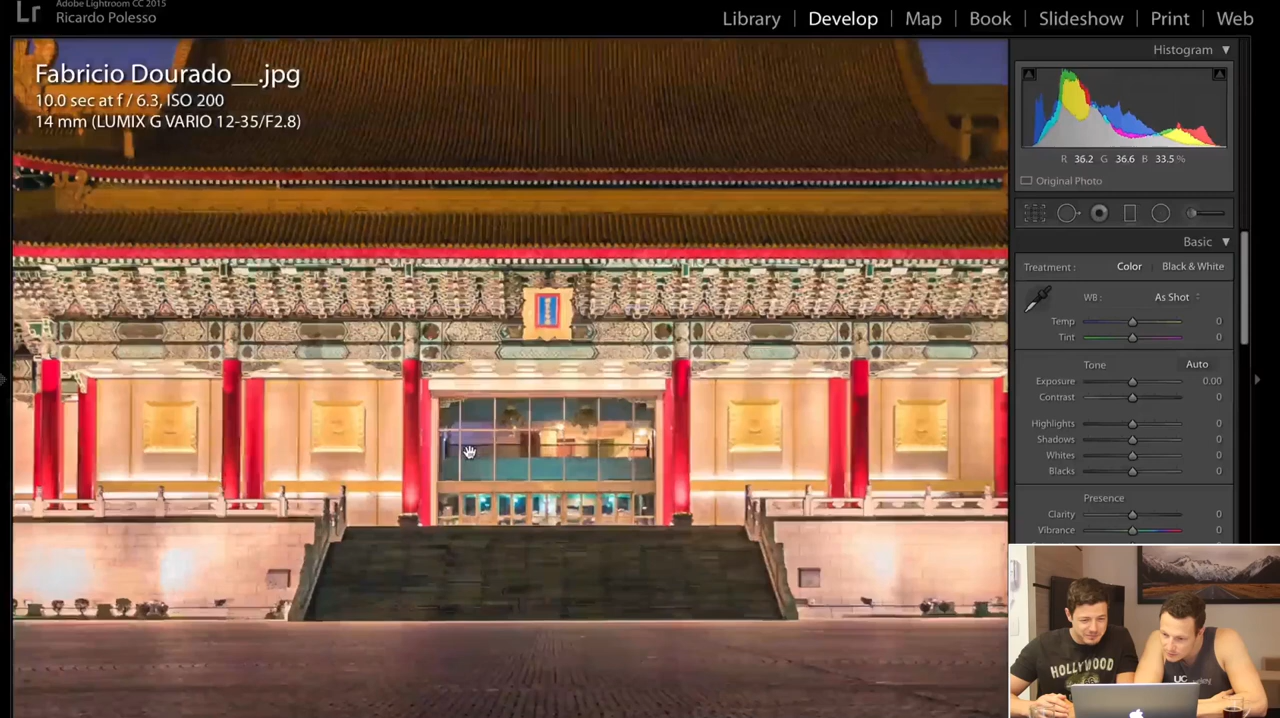 Lr
Adobe Lightroom CC 2015
Ricardo Polesso
Library | Develop | Map | Book | Slideshow | Print | Web
Fabricio Dourado__.jpg
10.0 sec at f / 6.3, ISO 200
14 mm (LUMIX G VARIO 12-35/F2.8)
Histogram
R 36.2 G 36.6 B 33.5 %
Original Photo
Basic
Treatment : Color | Black & White
WB : As Shot
Temp 0
Tint 0
Tone Auto
Exposure 0.00
Contrast 0
Highlights 0
Shadows 0
Whites 0
Blacks 0
Presence
Clarity 0
Vibrance 0
HOLLYWOOD
UC